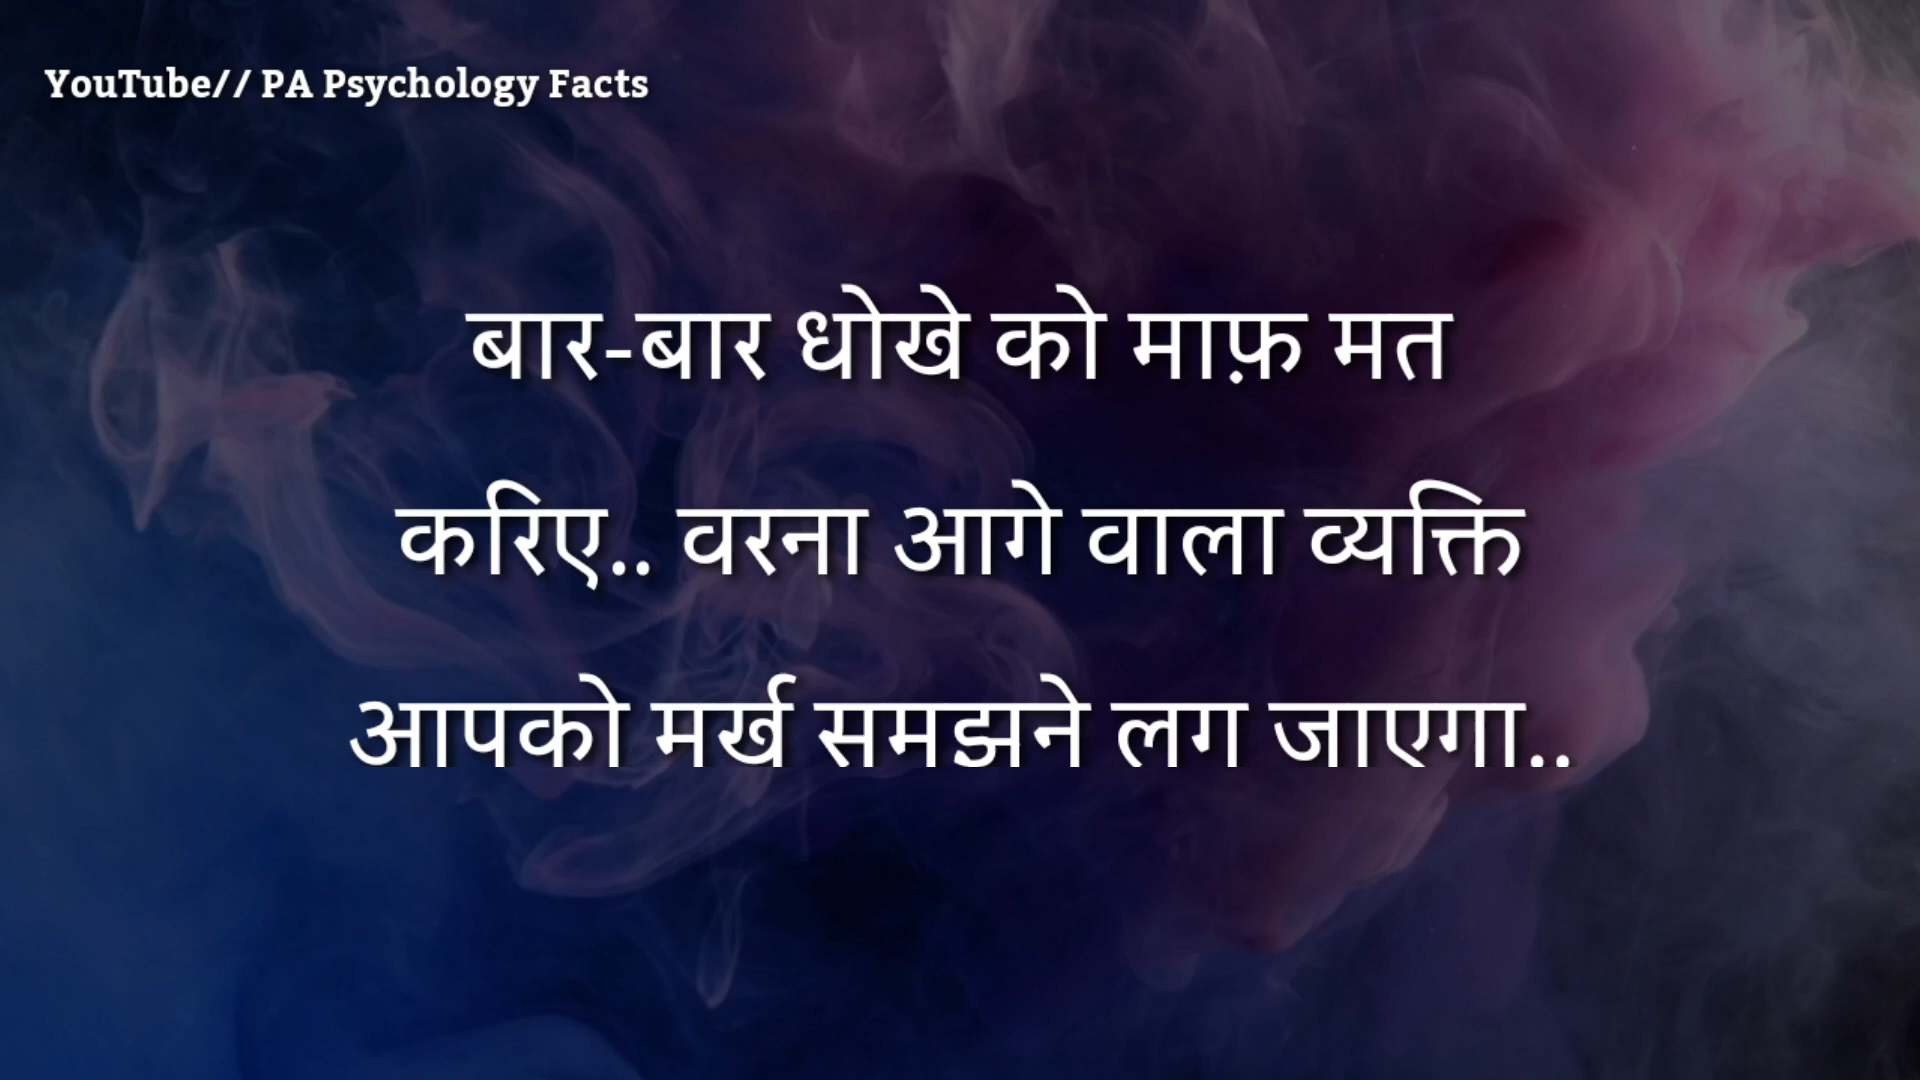 YouTube// PA Psychology Facts
बार-बार धोखे को माफ़ मत
करिए.. वरना आगे वाला व्यक्ति
आपको मर्ख समझने लग जाएगा..